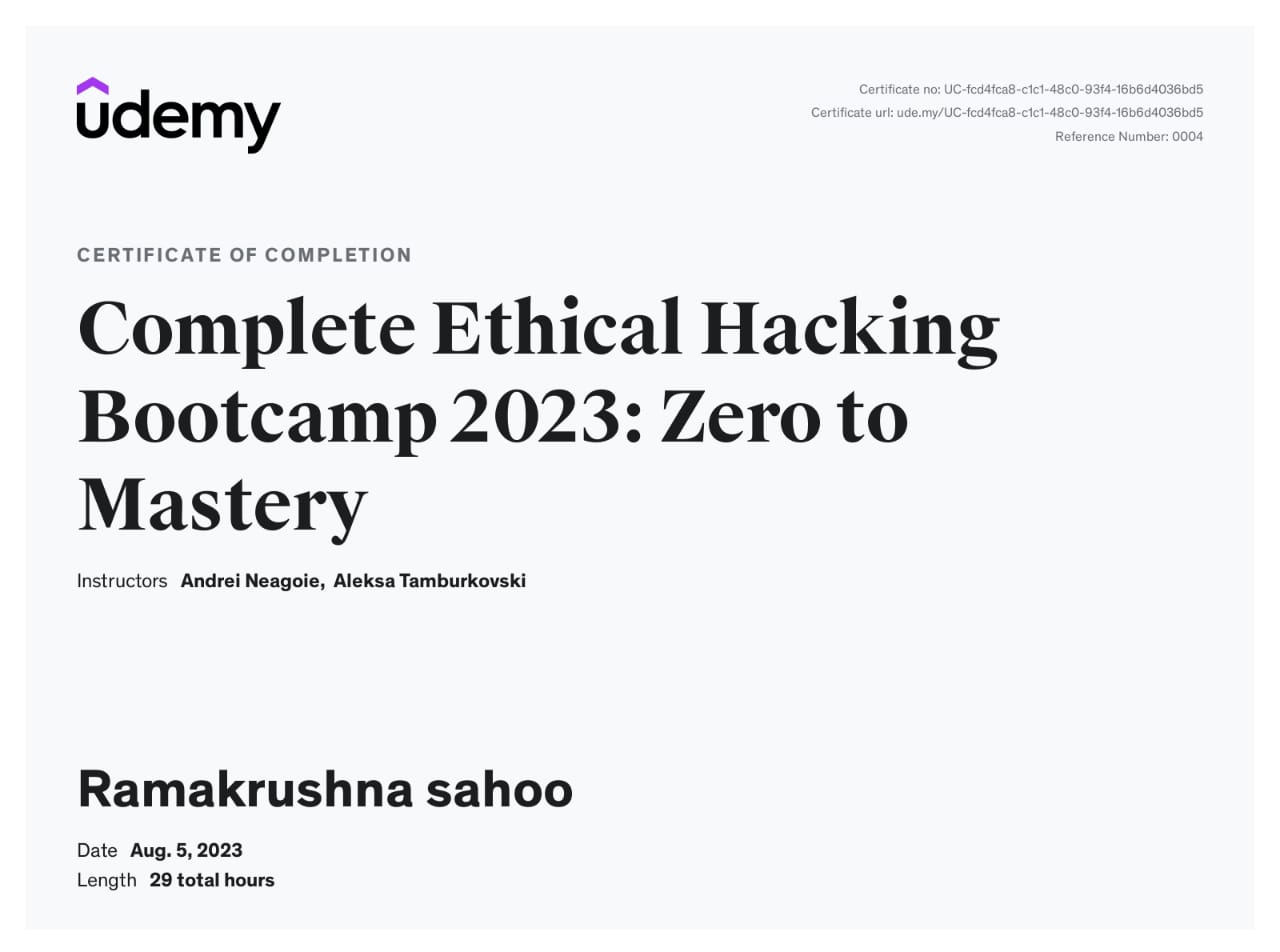 udemy
Certificate no: UC-fcd4fca8-c1c1-48c0-93f4-16b6d4036bd5
Certificate url: ude.my/UC-fcd4fca8-c1c1-48c0-93f4-16b6d4036bd5
Reference Number: 0004
CERTIFICATE OF COMPLETION
Complete Ethical Hacking
Bootcamp 2023: Zero to
Mastery
Instructors Andrei Neagoie, Aleksa Tamburkovski
Ramakrushna sahoo
Date Aug. 5, 2023
Length 29 total hours